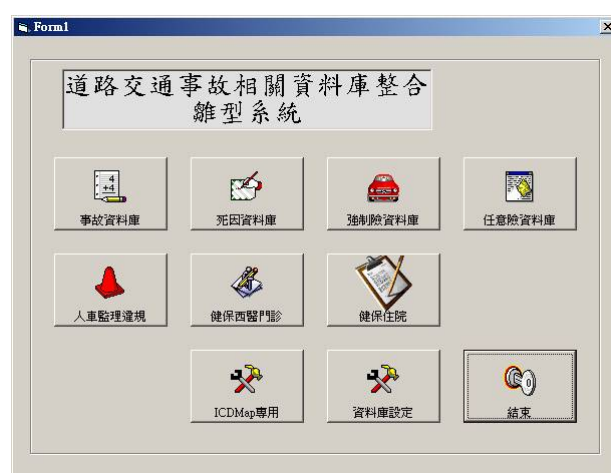 Form1
道路交通事故相關資料庫整合
雛型系統
事故資料庫
死因資料庫
強制險資料庫
任意險資料庫
人車監理違規
健保西醫門診
健保住院
ICDMap專用
資料庫設定
結束